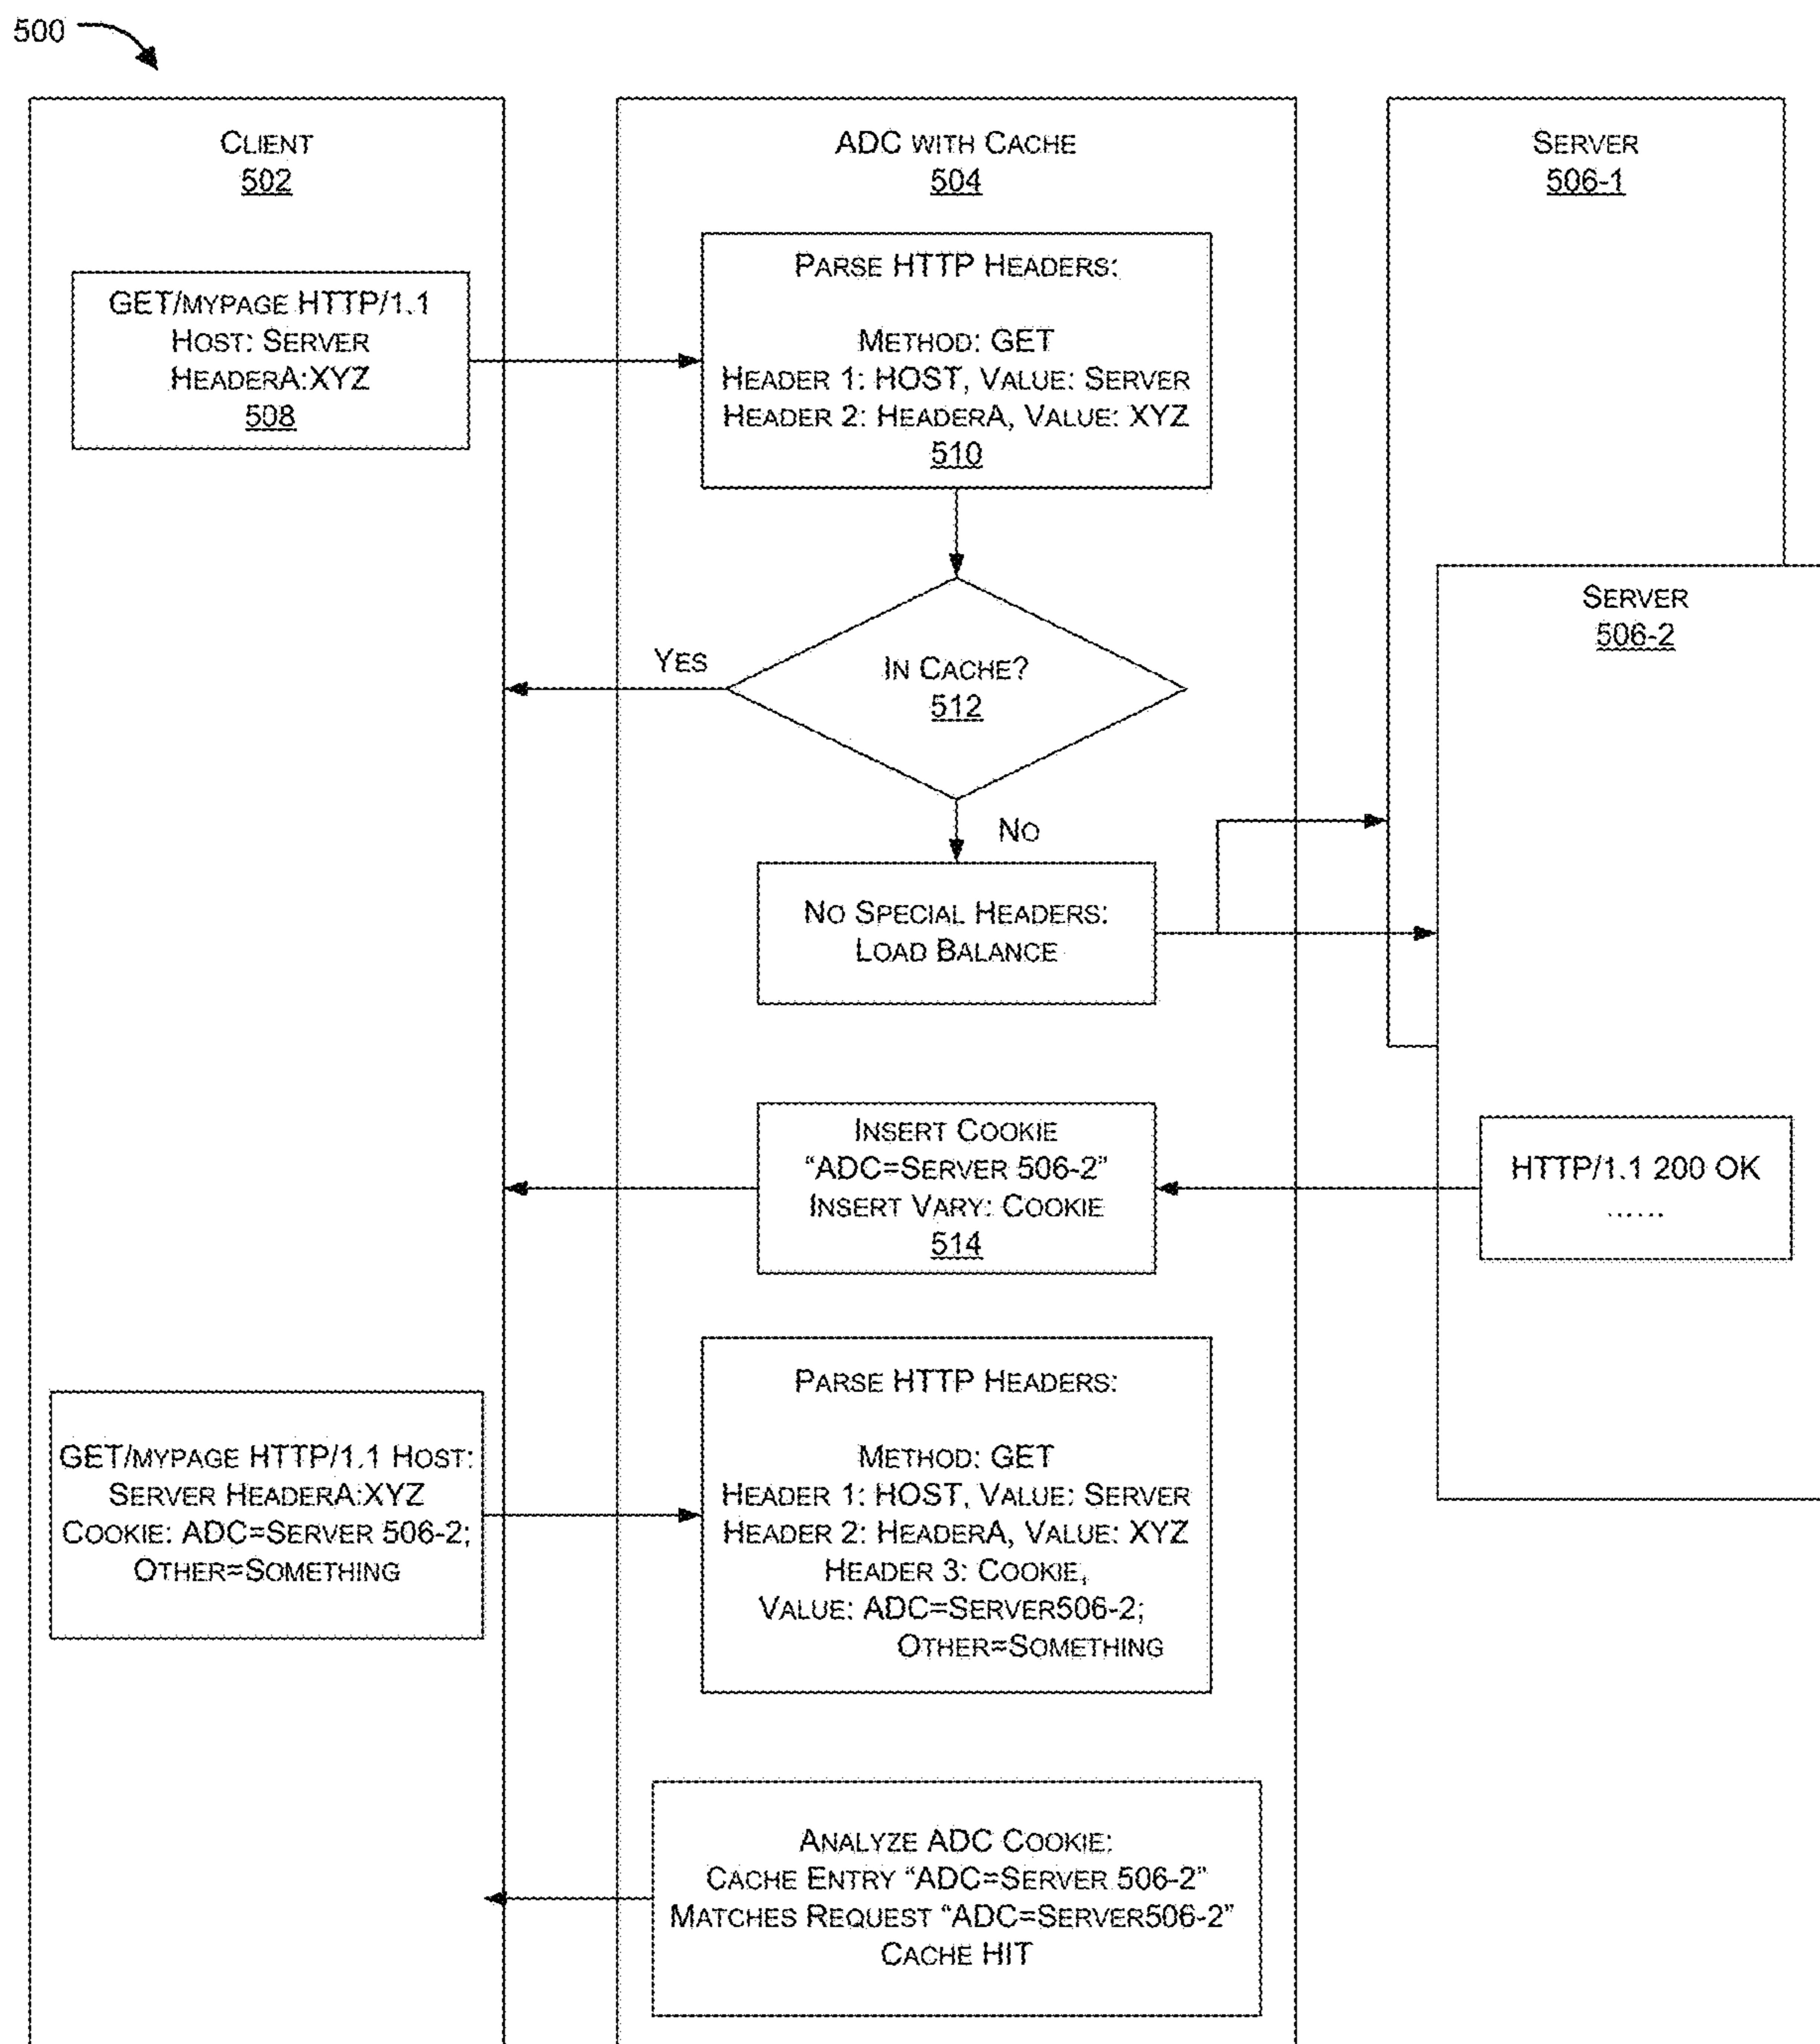 500
CLIENT
502
ADC WITH CACHE
504
SERVER
506-1
GET/MYPAGE HTTP/1.1
HOST: SERVER
HEADERA:XYZ
508
PARSE HTTP HEADERS:
METHOD: GET
HEADER 1: HOST, VALUE: SERVER
HEADER 2: HEADERA, VALUE: XYZ
510
SERVER
506-2
YES
IN CACHE?
512
NO
NO SPECIAL HEADERS:
LOAD BALANCE
INSERT COOKIE
“ADC=SERVER 506-2”
INSERT VARY: COOKIE
514
HTTP/1.1 200 OK
......
GET/MYPAGE HTTP/1.1 HOST:
SERVER HEADERA:XYZ
COOKIE: ADC=SERVER 506-2;
OTHER=SOMETHING
PARSE HTTP HEADERS:
METHOD: GET
HEADER 1: HOST, VALUE: SERVER
HEADER 2: HEADERA, VALUE: XYZ
HEADER 3: COOKIE,
VALUE: ADC=SERVER506-2;
OTHER=SOMETHING
ANALYZE ADC COOKIE:
CACHE ENTRY “ADC=SERVER 506-2”
MATCHES REQUEST “ADC=SERVER506-2”
CACHE HIT